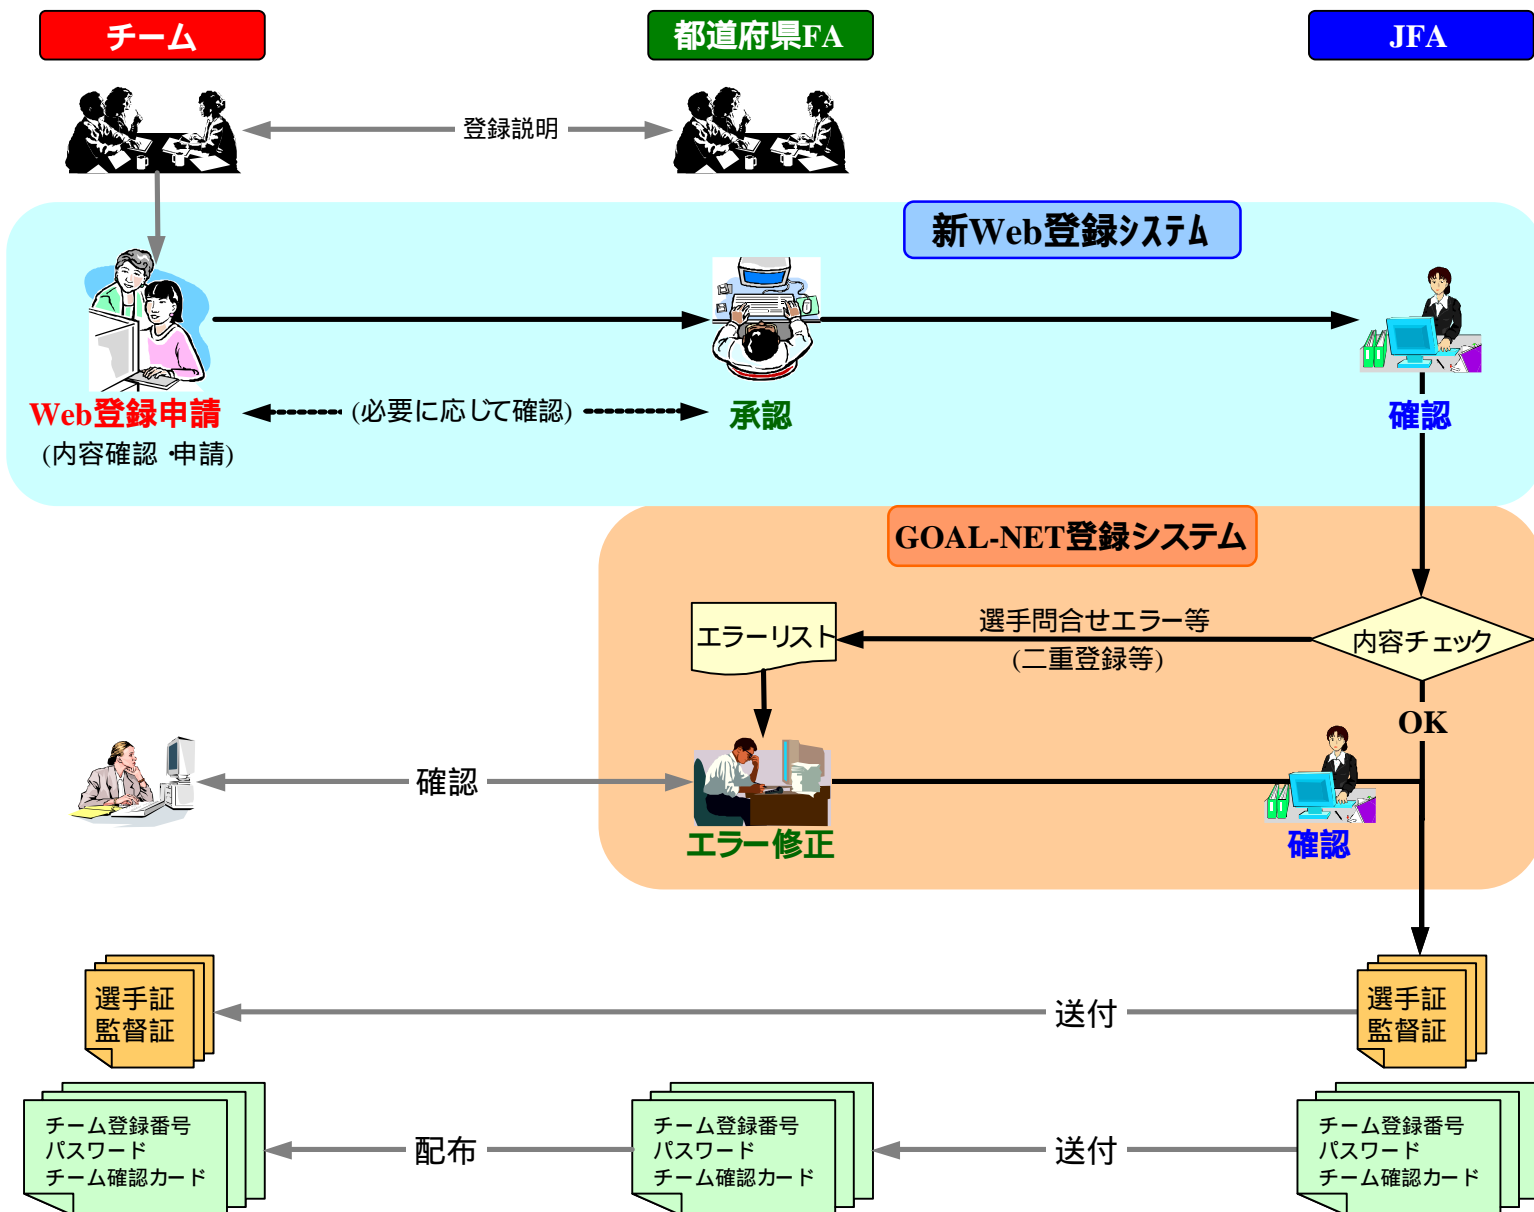 チーム
都道府県FA
JFA
登録説明
新Web登録ｼｽﾃﾑ
Web登録申請
(必要に応じて確認)
承認
確認
(内容確認・申請)
GOAL-NET登録システム
エラーリスト
選手問合せエラー等
(二重登録等)
内容チェック
OK
確認
エラー修正
確認
選手証
監督証
送付
選手証
監督証
チーム登録番号
パスワード
チーム確認カード
配布
チーム登録番号
パスワード
チーム確認カード
送付
チーム登録番号
パスワード
チーム確認カード